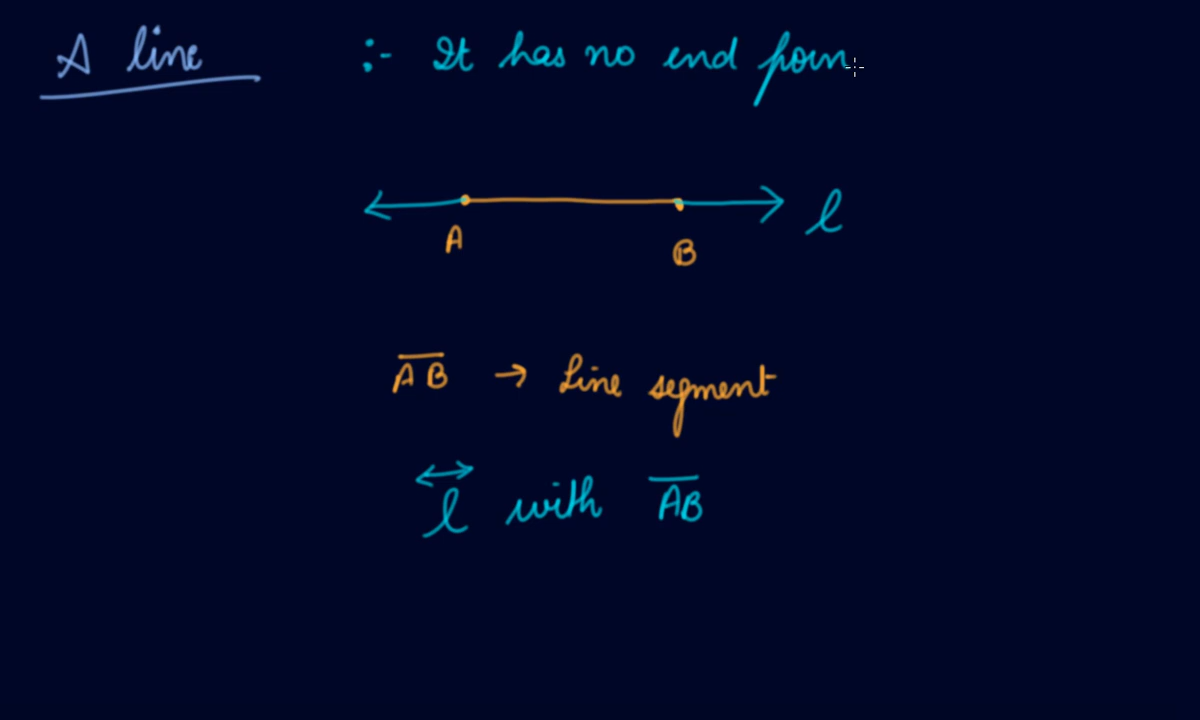 A line :- It has no end poin
l
A B
AB → Line segment
l with AB